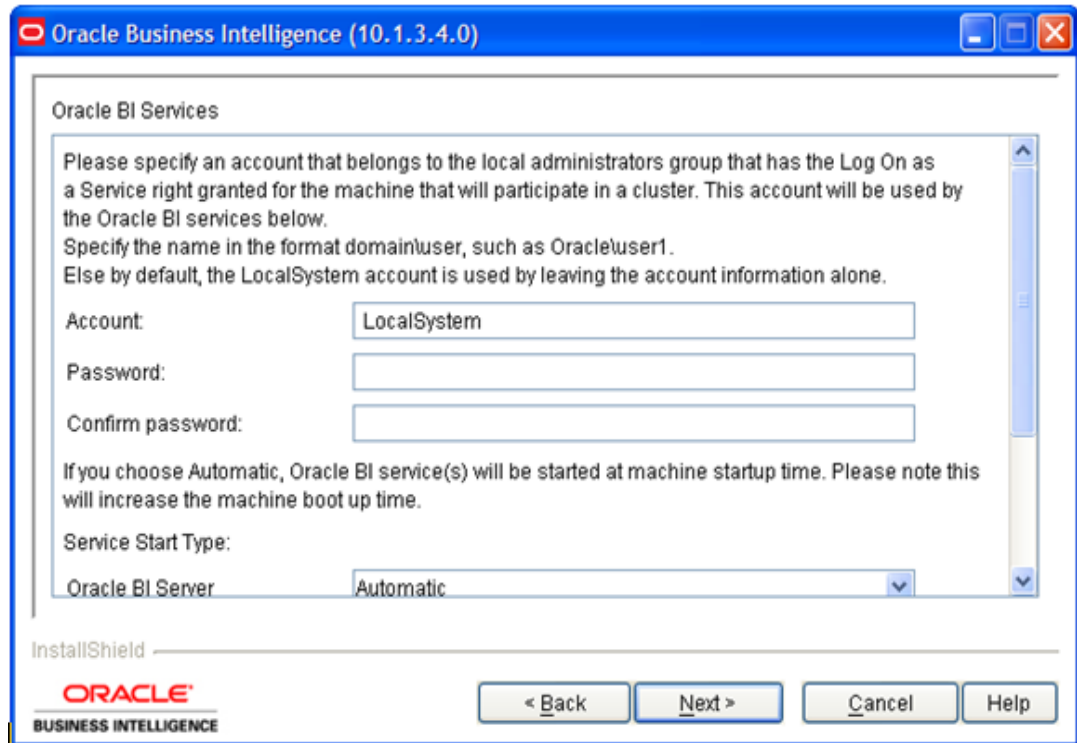 Oracle Business Intelligence (10.1.3.4.0)
Oracle BI Services
Please specify an account that belongs to the local administrators group that has the Log On as
a Service right granted for the machine that will participate in a cluster. This account will be used by
the Oracle BI services below.
Specify the name in the format domain\user, such as Oracle\user1.
Else by default, the LocalSystem account is used by leaving the account information alone.
Account: LocalSystem
Password:
Confirm password:
If you choose Automatic, Oracle BI service(s) will be started at machine startup time. Please note this
will increase the machine boot up time.
Service Start Type:
Oracle BI Server Automatic
InstallShield
ORACLE
BUSINESS INTELLIGENCE
< Back Next > Cancel Help